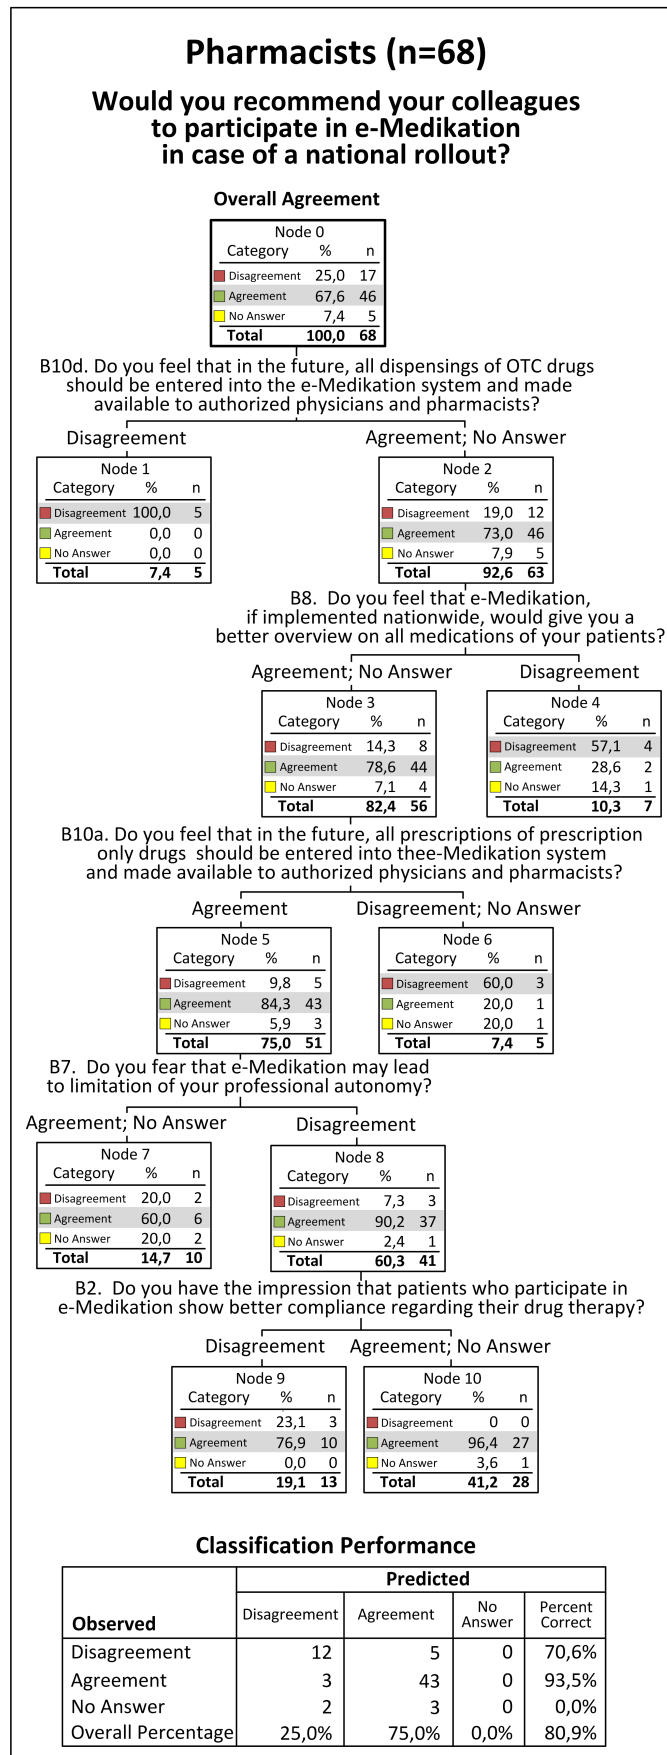 Pharmacists (n=68)
Would you recommend your colleagues
to participate in e-Medikation
in case of a national rollout?
Overall Agreement
Node 0
Category % n
Disagreement 25,0 17
Agreement 67,6 46
No Answer 7,4 5
Total 100,0 68
B10d. Do you feel that in the future, all dispensings of OTC drugs
should be entered into the e-Medikation system and made
available to authorized physicians and pharmacists?
Disagreement
Node 1
Category % n
Disagreement 100,0 5
Agreement 0,0 0
No Answer 0,0 0
Total 7,4 5
Agreement; No Answer
Node 2
Category % n
Disagreement 19,0 12
Agreement 73,0 46
No Answer 7,9 5
Total 92,6 63
B8. Do you feel that e-Medikation,
if implemented nationwide, would give you a
better overview on all medications of your patients?
Agreement; No Answer
Node 3
Category % n
Disagreement 14,3 8
Agreement 78,6 44
No Answer 7,1 4
Total 82,4 56
Disagreement
Node 4
Category % n
Disagreement 57,1 4
Agreement 28,6 2
No Answer 14,3 1
Total 10,3 7
B10a. Do you feel that in the future, all prescriptions of prescription
only drugs should be entered into thee-Medikation system
and made available to authorized physicians and pharmacists?
Agreement
Node 5
Category % n
Disagreement 9,8 5
Agreement 84,3 43
No Answer 5,9 3
Total 75,0 51
Disagreement; No Answer
Node 6
Category % n
Disagreement 60,0 3
Agreement 20,0 1
No Answer 20,0 1
Total 7,4 5
B7. Do you fear that e-Medikation may lead
to limitation of your professional autonomy?
Agreement; No Answer
Node 7
Category % n
Disagreement 20,0 2
Agreement 60,0 6
No Answer 20,0 2
Total 14,7 10
Disagreement
Node 8
Category % n
Disagreement 7,3 3
Agreement 90,2 37
No Answer 2,4 1
Total 60,3 41
B2. Do you have the impression that patients who participate in
e-Medikation show better compliance regarding their drug therapy?
Disagreement
Node 9
Category % n
Disagreement 23,1 3
Agreement 76,9 10
No Answer 0,0 0
Total 19,1 13
Agreement; No Answer
Node 10
Category % n
Disagreement 0 0
Agreement 96,4 27
No Answer 3,6 1
Total 41,2 28
Classification Performance
Predicted
Observed Disagreement Agreement No Answer Percent Correct
Disagreement 12 5 0 70,6%
Agreement 3 43 0 93,5%
No Answer 2 3 0 0,0%
Overall Percentage 25,0% 75,0% 0,0% 80,9%